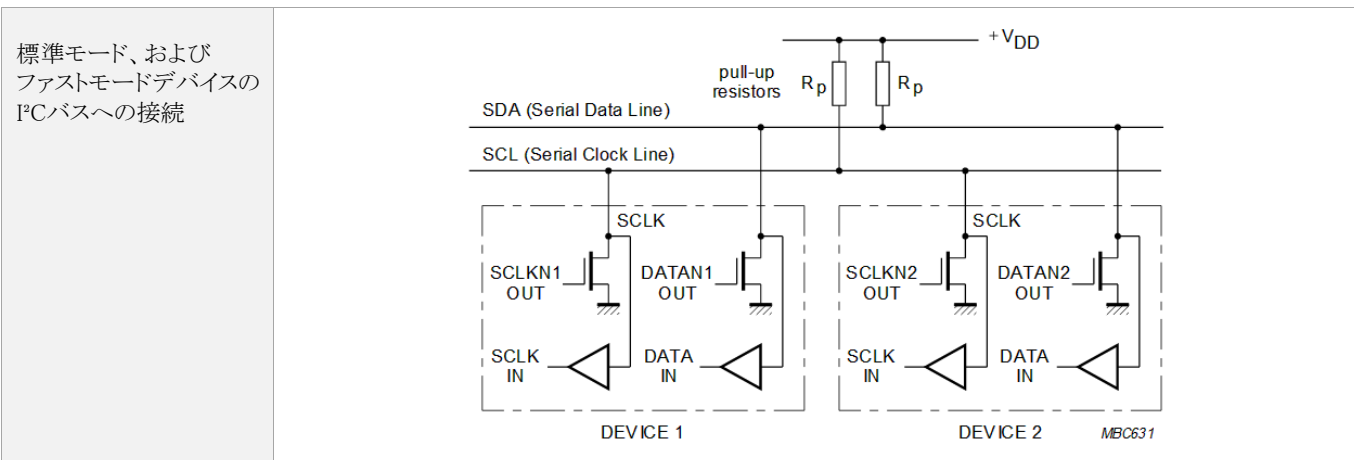 標準モード、および
ファストモードデバイスの
I²Cバスへの接続
+VDD
pull-up
resistors
Rp
Rp
SDA (Serial Data Line)
SCL (Serial Clock Line)
SCLK
SCLKN1
OUT
DATAN1
OUT
SCLK
IN
DATA
IN
DEVICE 1
SCLK
SCLKN2
OUT
DATAN2
OUT
SCLK
IN
DATA
IN
DEVICE 2
MBC631